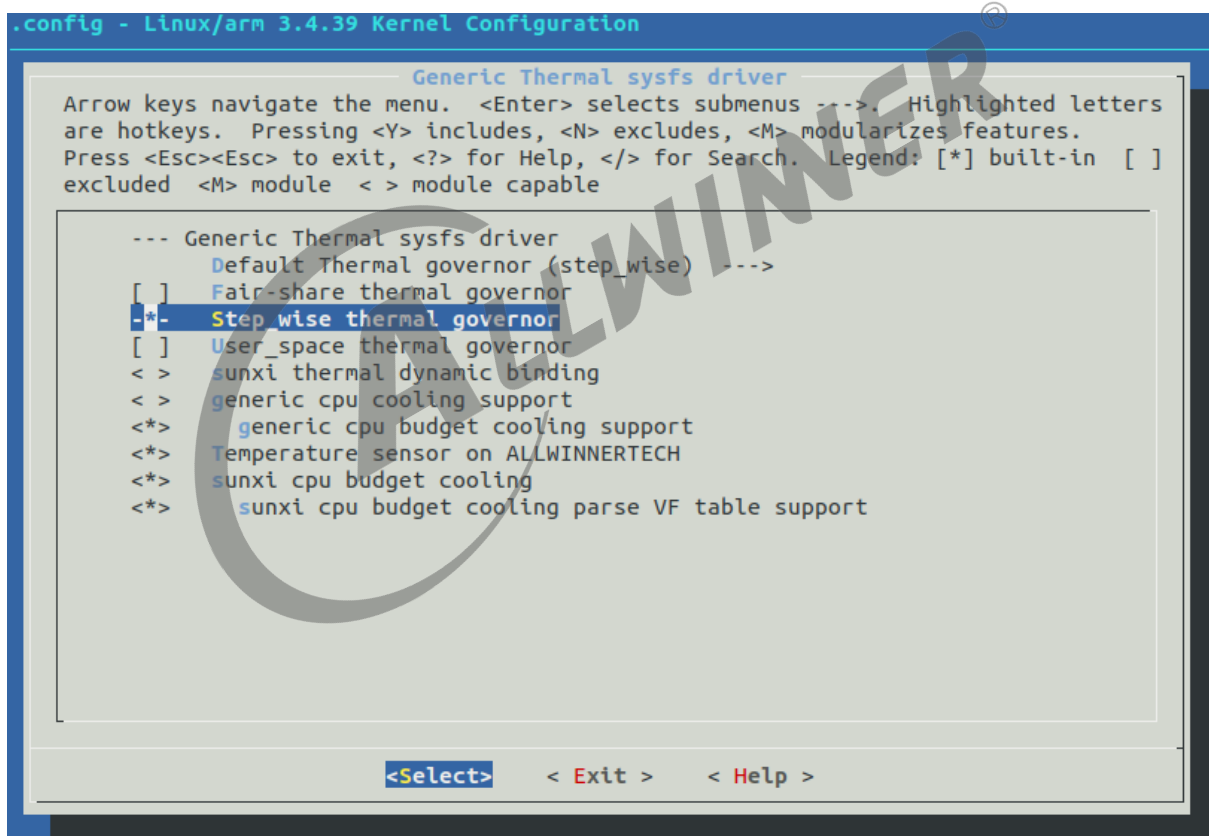 .config - Linux/arm 3.4.39 Kernel Configuration
Generic Thermal sysfs driver
Arrow keys navigate the menu.  <Enter> selects submenus --->.  Highlighted letters
are hotkeys.  Pressing <Y> includes, <N> excludes, <M> modularizes features.
Press <Esc><Esc> to exit, <?> for Help, </> for Search.  Legend: [*] built-in  [ ]
excluded  <M> module  < > module capable
--- Generic Thermal sysfs driver
Default Thermal governor (step_wise)  --->
[ ]   Fair-share thermal governor
-*-   Step_wise thermal governor
[ ]   User_space thermal governor
< >   sunxi thermal dynamic binding
< >   generic cpu cooling support
<*>     generic cpu budget cooling support
<*>   Temperature sensor on ALLWINNERTECH
<*>   sunxi cpu budget cooling
<*>     sunxi cpu budget cooling parse VF table support
<Select>    < Exit >    < Help >
ALLWINNER®